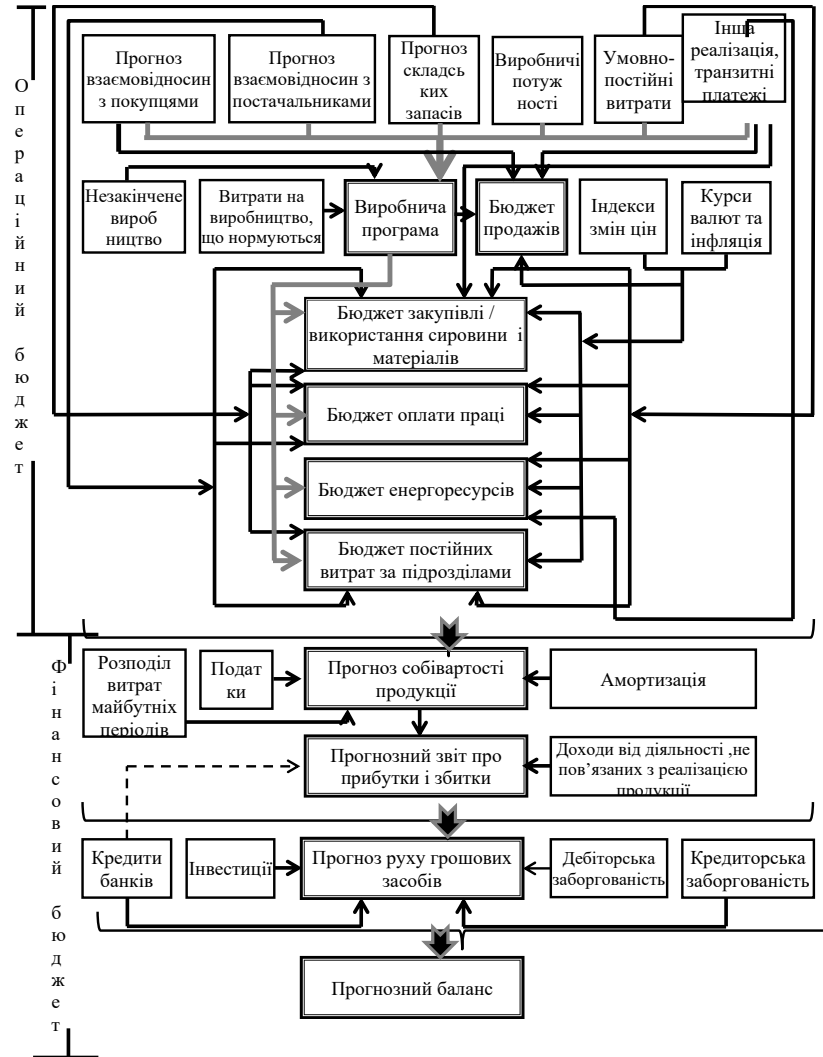 Операційний бюджет
Прогноз
взаємовідносин
з покупцями
Прогноз
взаємовідносин з
постачальниками
Прогноз
складсь
ких
запасів
Виробничі
потуж
ності
Умовно-
постійні
витрати
Інша
реалізація,
транзитні
платежі
Незакінчене
вироб
ництво
Витрати на
виробництво,
що нормуються
Виробнича
програма
Бюджет
продажів
Індекси
змін цін
Курси
валют та
інфляція
Бюджет закупівлі /
використання сировини і
матеріалів
Бюджет оплати праці
Бюджет енергоресурсів
Бюджет постійних
витрат за підрозділами
Фінансовий бюджет
Розподіл
витрат
майбутніх
періодів
Подат
ки
Прогноз собівартості
продукції
Амортизація
Прогнозний звіт про
прибутки і збитки
Доходи від діяльності ,не
пов’язаних з реалізацією
продукції
Кредити
банків
Інвестиції
Прогноз руху грошових
засобів
Дебіторська
заборгованість
Кредиторська
заборгованість
Прогнозний баланс